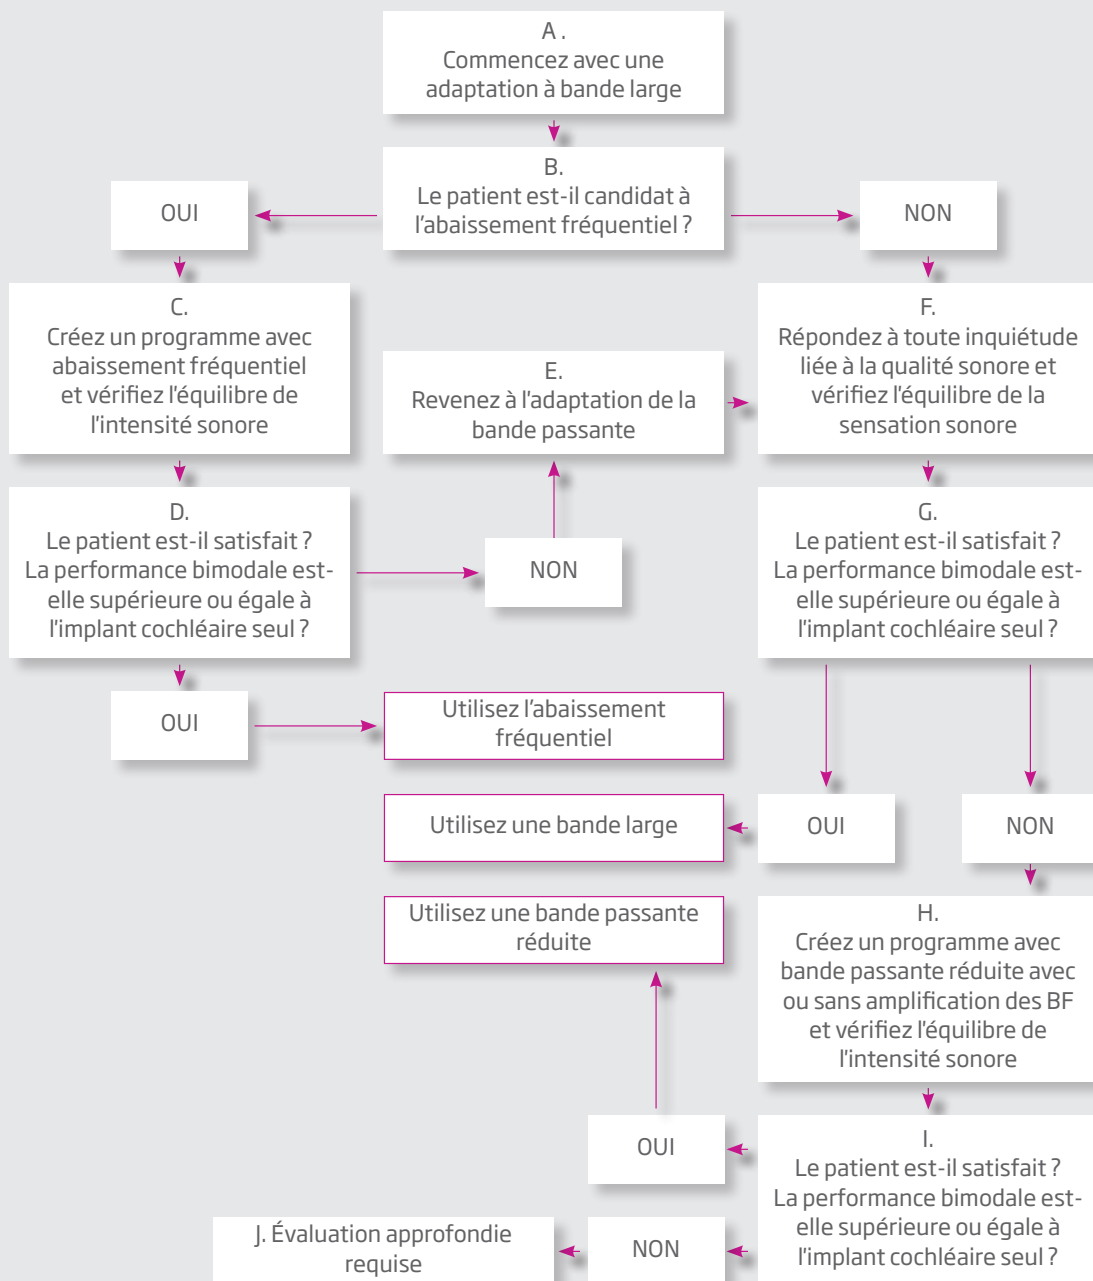 A .
Commencez avec une
adaptation à bande large
B.
Le patient est-il candidat à
l'abaissement fréquentiel ?
OUI
NON
C.
Créez un programme avec
abaissement fréquentiel
et vérifiez l'équilibre de
l'intensité sonore
E.
Revenez à l'adaptation de la
bande passante
F.
Répondez à toute inquiétude
liée à la qualité sonore et
vérifiez l'équilibre de la
sensation sonore
D.
Le patient est-il satisfait ?
La performance bimodale est-
elle supérieure ou égale à
l'implant cochléaire seul ?
NON
G.
Le patient est-il satisfait ?
La performance bimodale est-
elle supérieure ou égale à
l'implant cochléaire seul ?
OUI
Utilisez l'abaissement
fréquentiel
Utilisez une bande large
OUI
NON
Utilisez une bande passante
réduite
H.
Créez un programme avec
bande passante réduite avec
ou sans amplification des BF
et vérifiez l'équilibre de
l'intensité sonore
OUI
I.
Le patient est-il satisfait ?
La performance bimodale est-
elle supérieure ou égale à
l'implant cochléaire seul ?
NON
J. Évaluation approfondie
requise